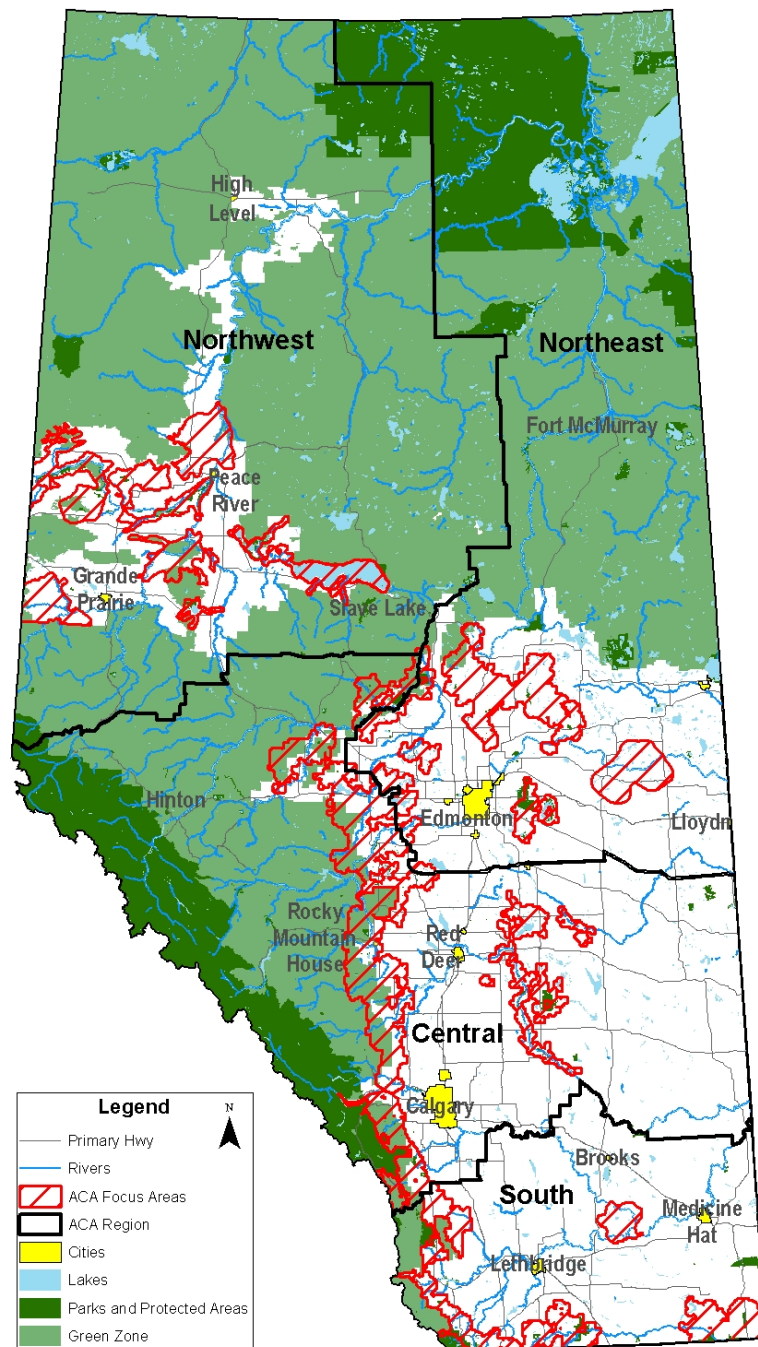 High
Level
Northwest
Northeast
Fort McMurray
Peace
River
Grande
Prairie
Slave Lake
Hinton
Edmonton
Lloydn
Rocky
Mountain
House
Red
Deer
Central
Calgary
Brooks
South
Medicine
Hat
Lethbridge
Legend
N
Primary Hwy
Rivers
ACA Focus Areas
ACA Region
Cities
Lakes
Parks and Protected Areas
Green Zone